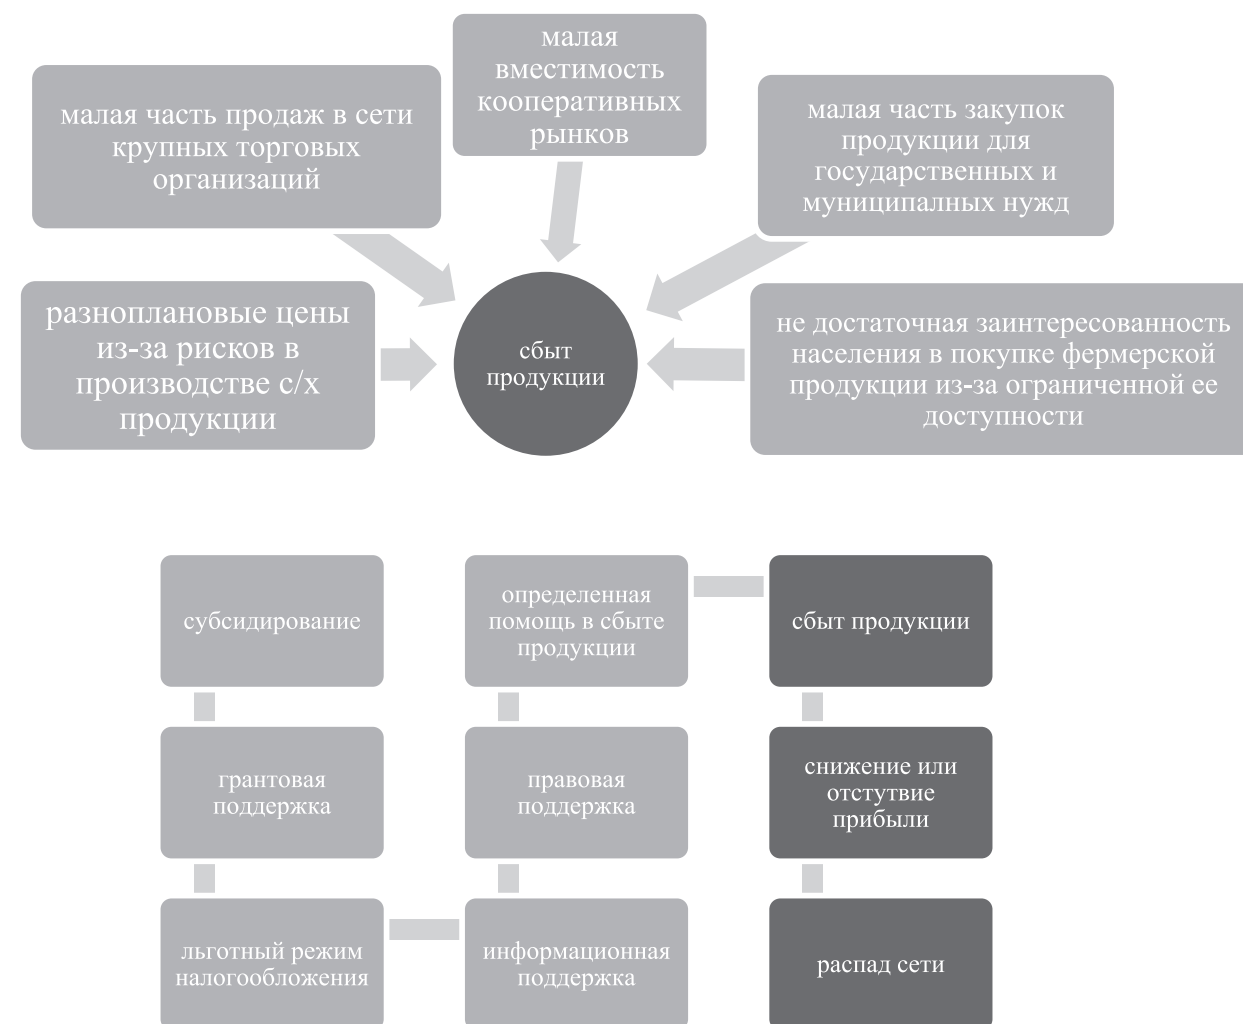 малая
вместимость
кооперативных
рынков
малая часть продаж в сети
крупных торговых
организаций
малая часть закупок
продукции для
государственных и
муниципалных нужд
разноплановые цены
из-за рисков в
производстве с/х
продукции
сбыт
продукции
не достаточная заинтересованность
населения в покупке фермерской
продукции из-за ограниченной ее
доступности
субсидирование
определенная
помощь в сбыте
продукции
сбыт продукции
грантовая
поддержка
правовая
поддержка
снижение или
отстутвие
прибыли
льготный режим
налогообложения
информационная
поддержка
распад сети